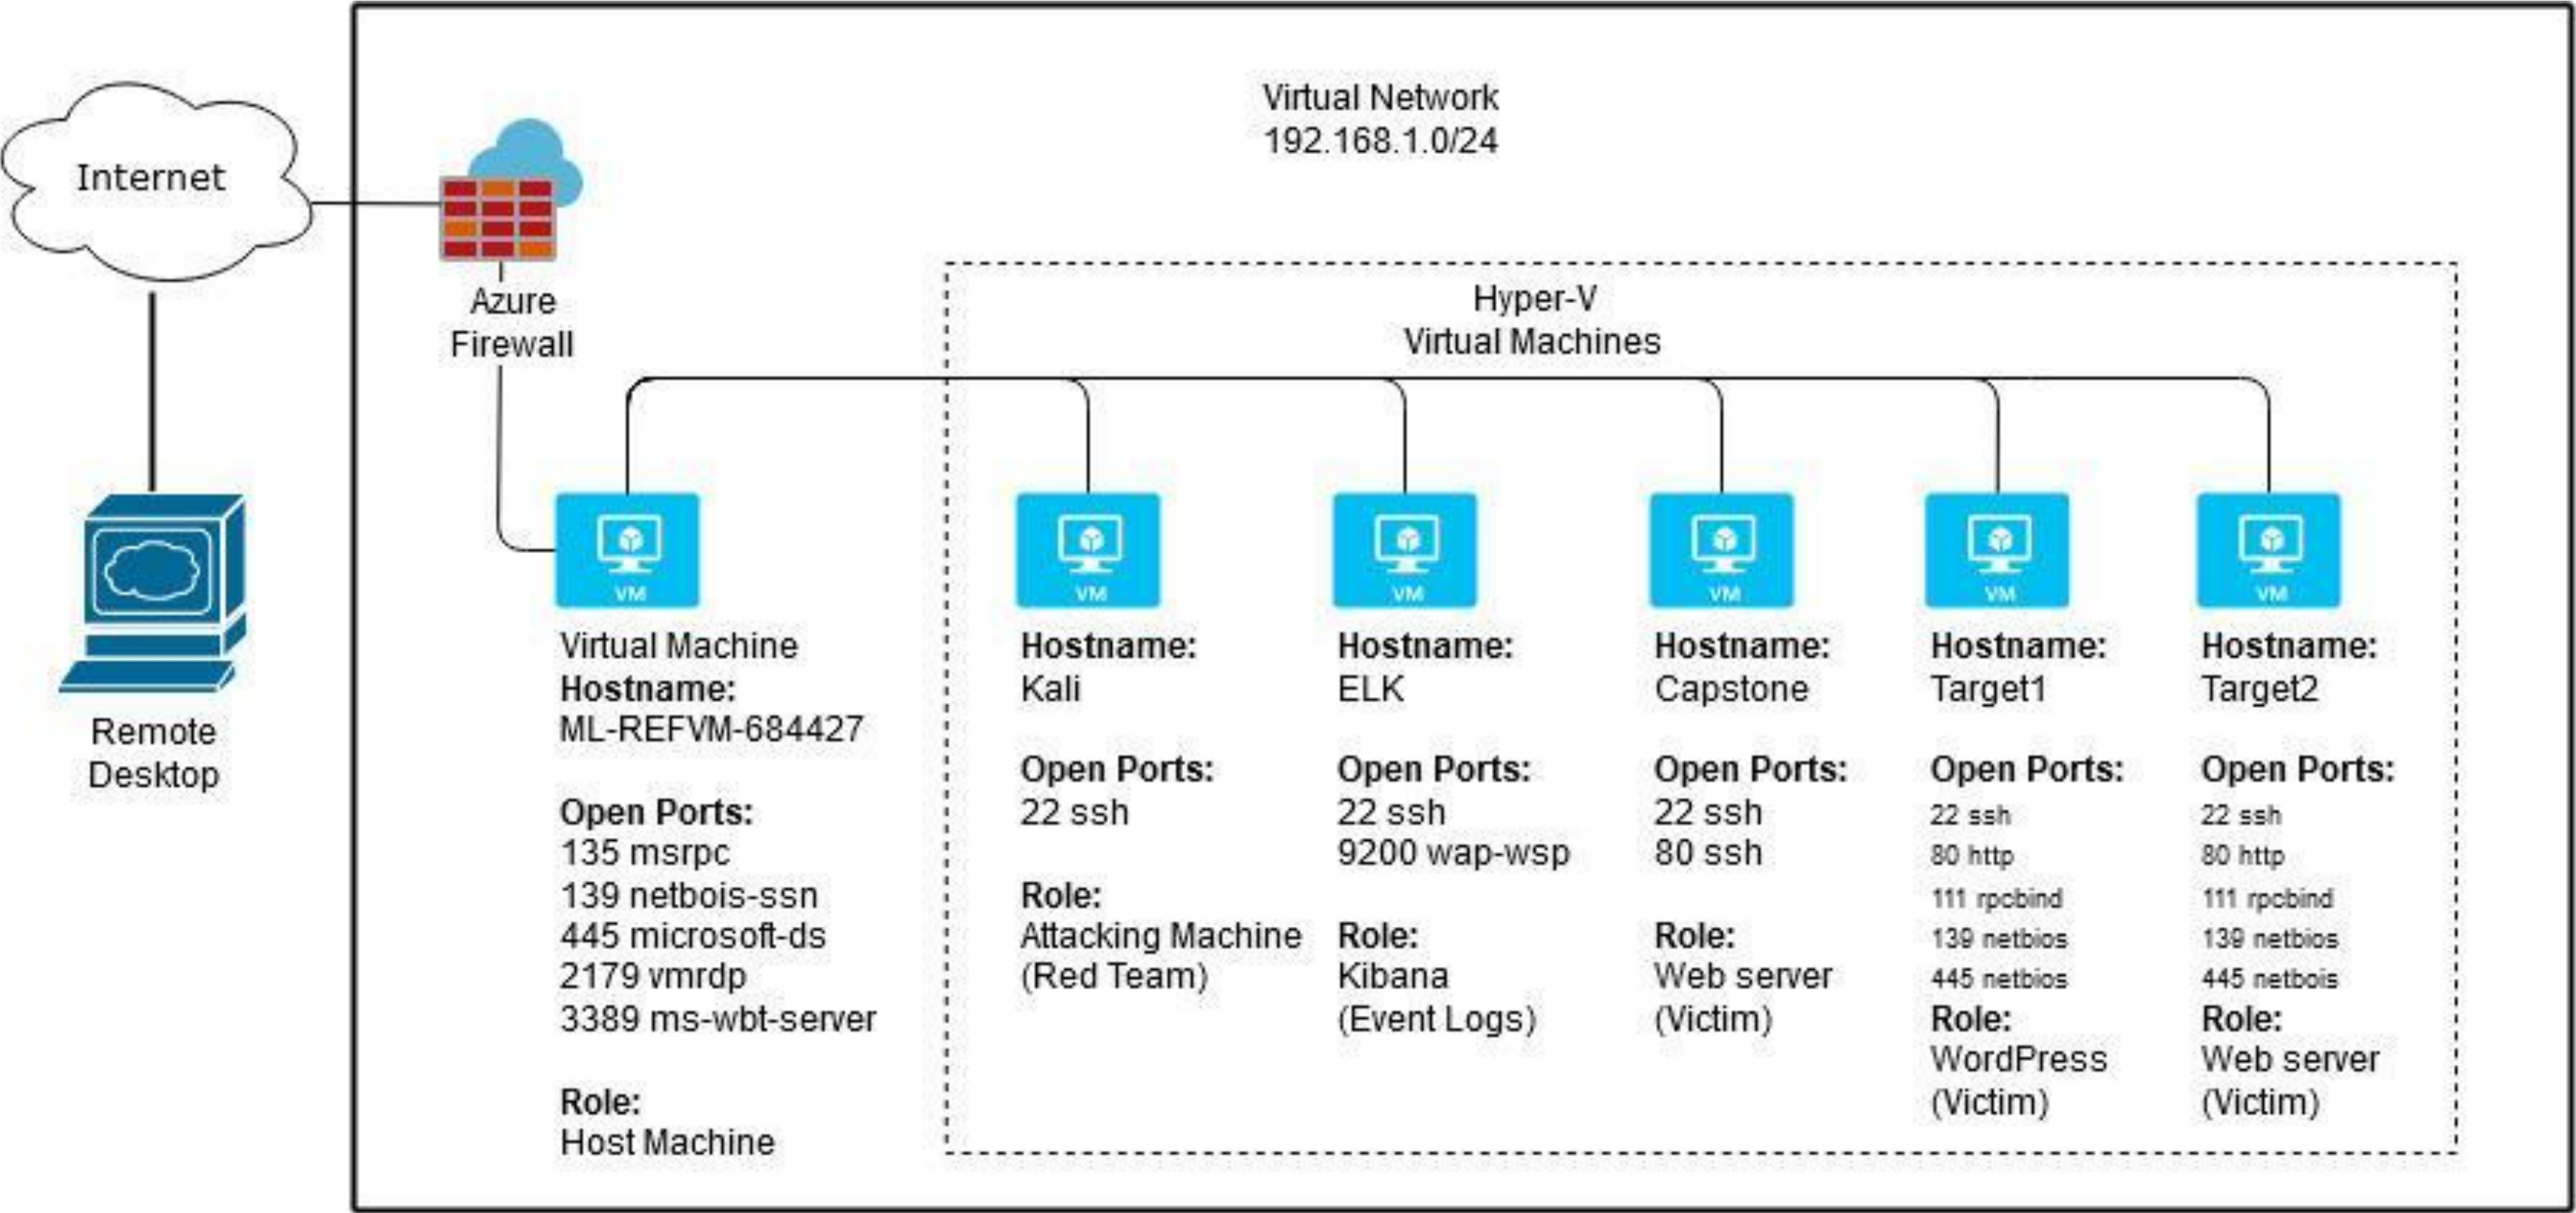 Virtual Network
192.168.1.0/24
Internet
Azure
Firewall
Hyper-V
Virtual Machines
Remote
Desktop
VM
Virtual Machine
Hostname:
ML-REFVM-684427
Open Ports:
135 msrpc
139 netbois-ssn
445 microsoft-ds
2179 vmrdp
3389 ms-wbt-server
Role:
Host Machine
VM
Hostname:
Kali
Open Ports:
22 ssh
Role:
Attacking Machine
(Red Team)
VM
Hostname:
ELK
Open Ports:
22 ssh
9200 wap-wsp
Role:
Kibana
(Event Logs)
VM
Hostname:
Capstone
Open Ports:
22 ssh
80 ssh
Role:
Web server
(Victim)
VM
Hostname:
Target1
Open Ports:
22 ssh
80 http
111 rpcbind
139 netbios
445 netbios
Role:
WordPress
(Victim)
VM
Hostname:
Target2
Open Ports:
22 ssh
80 http
111 rpcbind
139 netbios
445 netbois
Role:
Web server
(Victim)